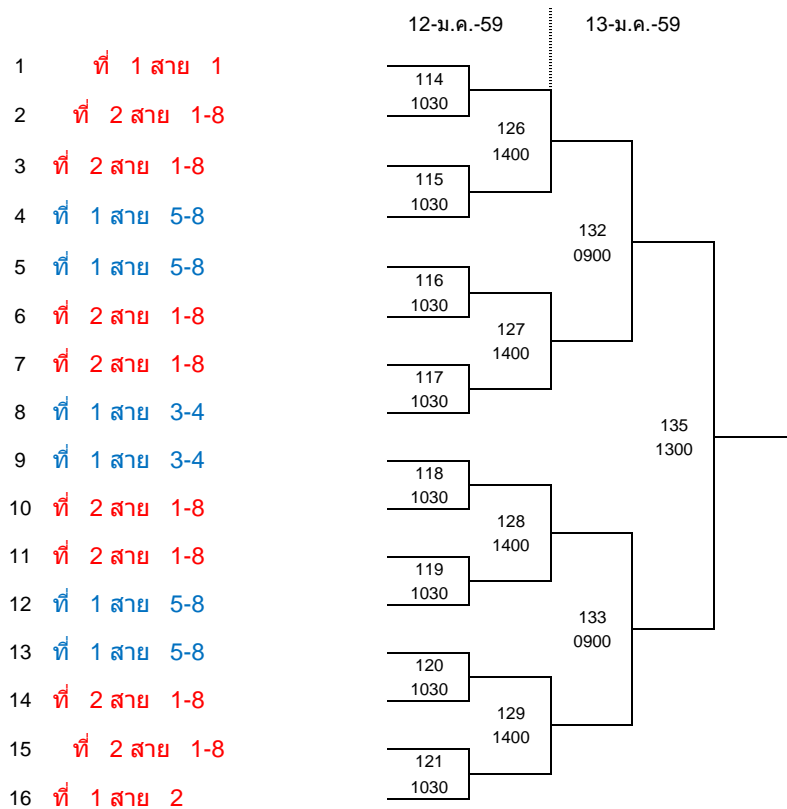 12-ม.ค.-59 13-ม.ค.-59
1 ที่ 1 สาย 1
114
1030
2 ที่ 2 สาย 1-8
126
1400
3 ที่ 2 สาย 1-8
115
1030
4 ที่ 1 สาย 5-8
132
0900
5 ที่ 1 สาย 5-8
116
1030
6 ที่ 2 สาย 1-8
127
1400
7 ที่ 2 สาย 1-8
117
1030
8 ที่ 1 สาย 3-4
135
1300
9 ที่ 1 สาย 3-4
118
1030
10 ที่ 2 สาย 1-8
128
1400
11 ที่ 2 สาย 1-8
119
1030
12 ที่ 1 สาย 5-8
133
0900
13 ที่ 1 สาย 5-8
120
1030
14 ที่ 2 สาย 1-8
129
1400
15 ที่ 2 สาย 1-8
121
1030
16 ที่ 1 สาย 2